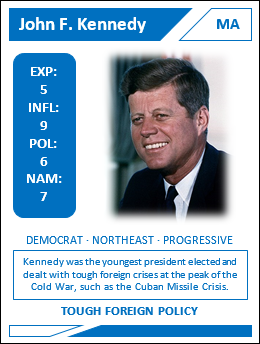 John F. Kennedy
MA
EXP:
5
INFL:
9
POL:
6
NAM:
7
DEMOCRAT · NORTHEAST · PROGRESSIVE
Kennedy was the youngest president elected and
dealt with tough foreign crises at the peak of the
Cold War, such as the Cuban Missile Crisis.
TOUGH FOREIGN POLICY